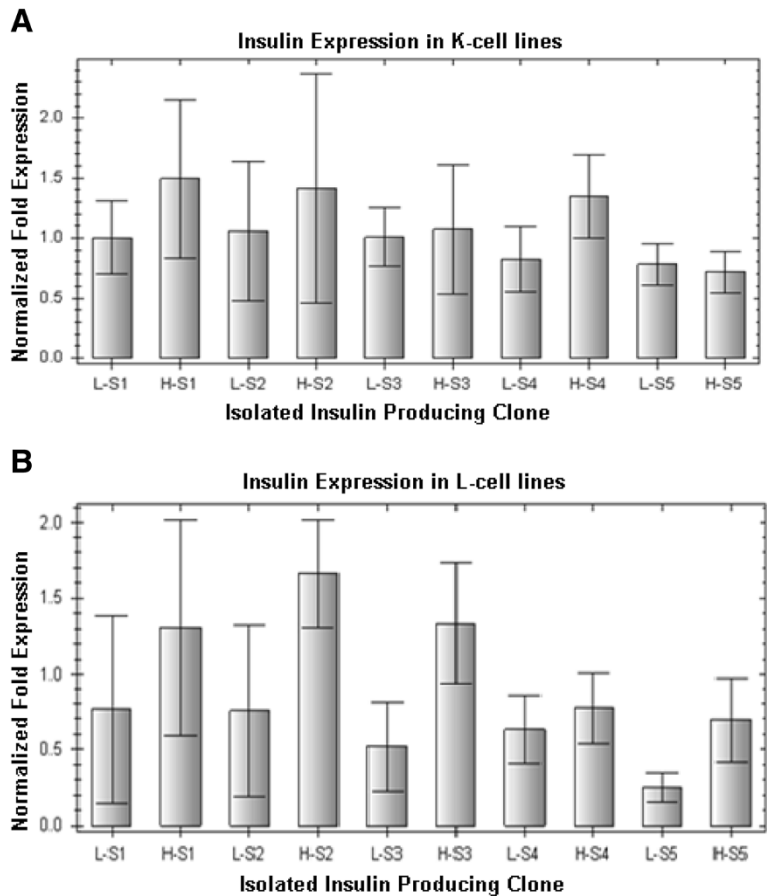 A
Insulin Expression in K-cell lines
Normalized Fold Expression
2.0
1.5
1.0
0.5
0.0
L-S1 H-S1 L-S2 H-S2 L-S3 H-S3 L-S4 H-S4 L-S5 H-S5
Isolated Insulin Producing Clone
B
Insulin Expression in L-cell lines
Normalized Fold Expression
2.0
1.5
1.0
0.5
0.0
L-S1 H-S1 L-S2 H-S2 L-S3 H-S3 L-S4 H-S4 L-S5 H-S5
Isolated Insulin Producing Clone